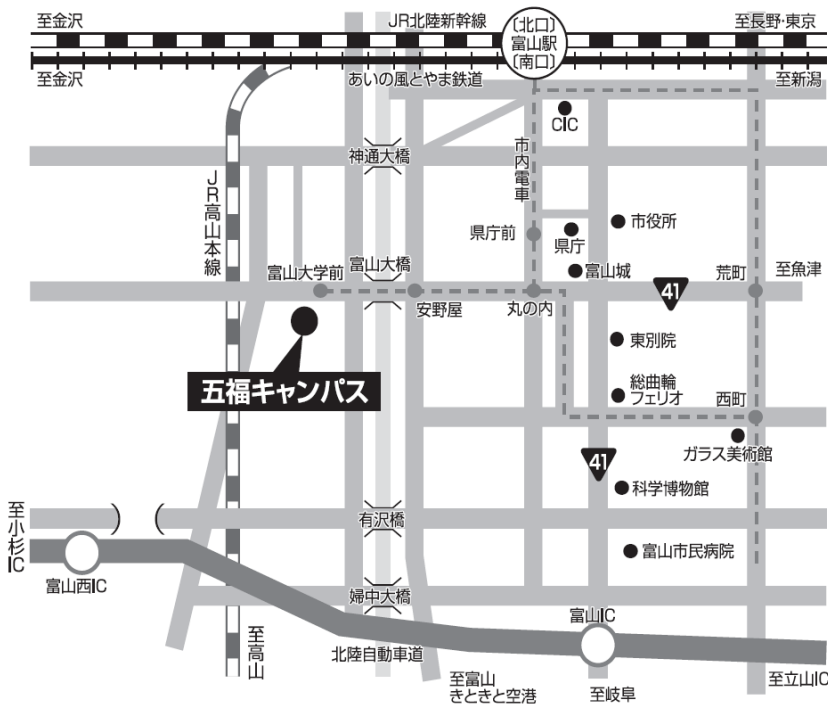 至金沢
JR北陸新幹線
至長野・東京
〔北口〕
富山駅
〔南口〕
至金沢
あいの風とやま鉄道
至新潟
CIC
市内電車
神通大橋
JR高山本線
市役所
県庁前
県庁
富山大学前
富山大橋
富山城
荒町
至魚津
41
安野屋
丸の内
東別院
五福キャンパス
総曲輪
フェリオ
西町
ガラス美術館
41
科学博物館
至小杉IC
有沢橋
富山市民病院
富山西IC
婦中大橋
富山IC
至高山
北陸自動車道
至富山
きときと空港
至岐阜
至立山IC